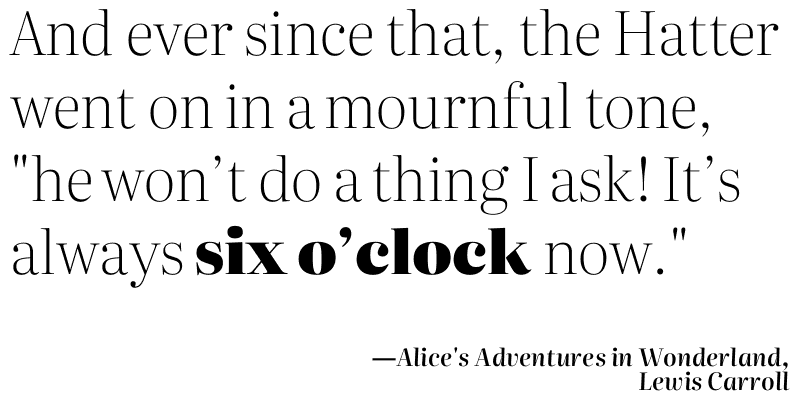 And ever since that, the Hatter
went on in a mournful tone,
"he won’t do a thing I ask! It’s
always six o’clock now."
—Alice's Adventures in Wonderland,
Lewis Carroll